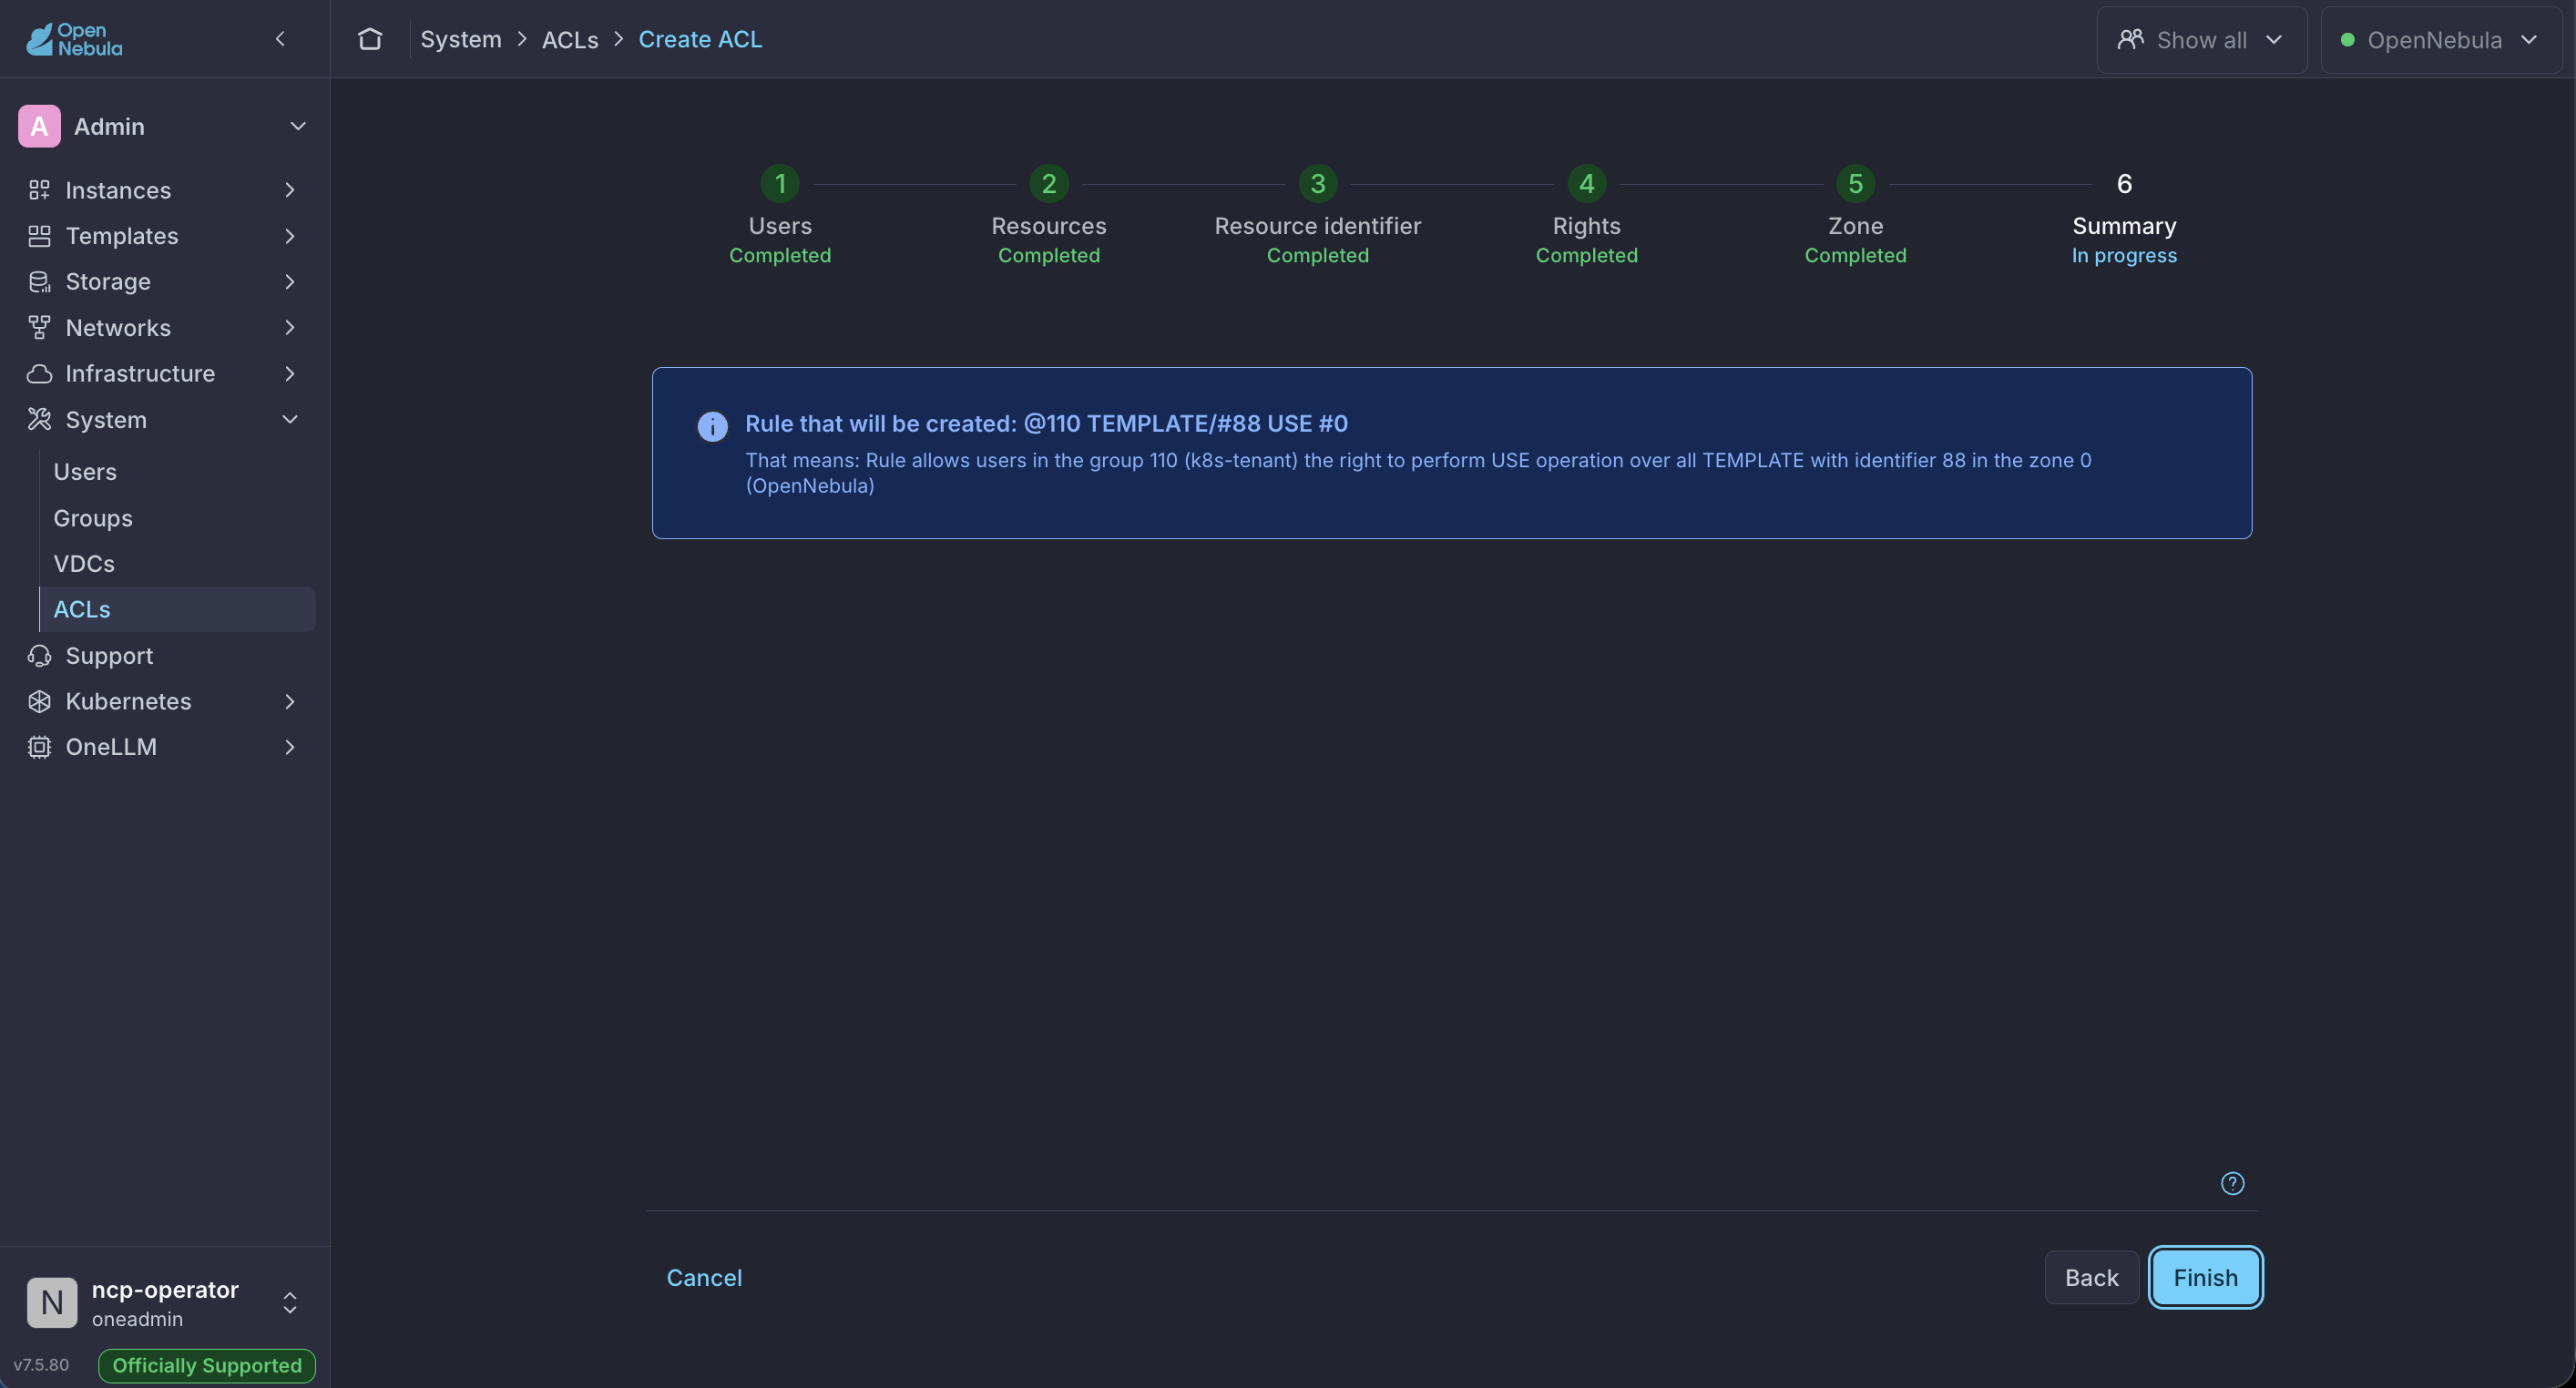 Open
Nebula
System > ACLs > Create ACL
Show all
OpenNebula
A Admin
Instances
Templates
Storage
Networks
Infrastructure
System
Users
Groups
VDCs
ACLs
Support
Kubernetes
OneLLM
1 2 3 4 5 6
Users Resources Resource identifier Rights Zone Summary
Completed Completed Completed Completed Completed In progress
Rule that will be created: @110 TEMPLATE/#88 USE #0
That means: Rule allows users in the group 110 (k8s-tenant) the right to perform USE operation over all TEMPLATE with identifier 88 in the zone 0
(OpenNebula)
Cancel
Back
Finish
N ncp-operator
oneadmin
v7.5.80 Officially Supported